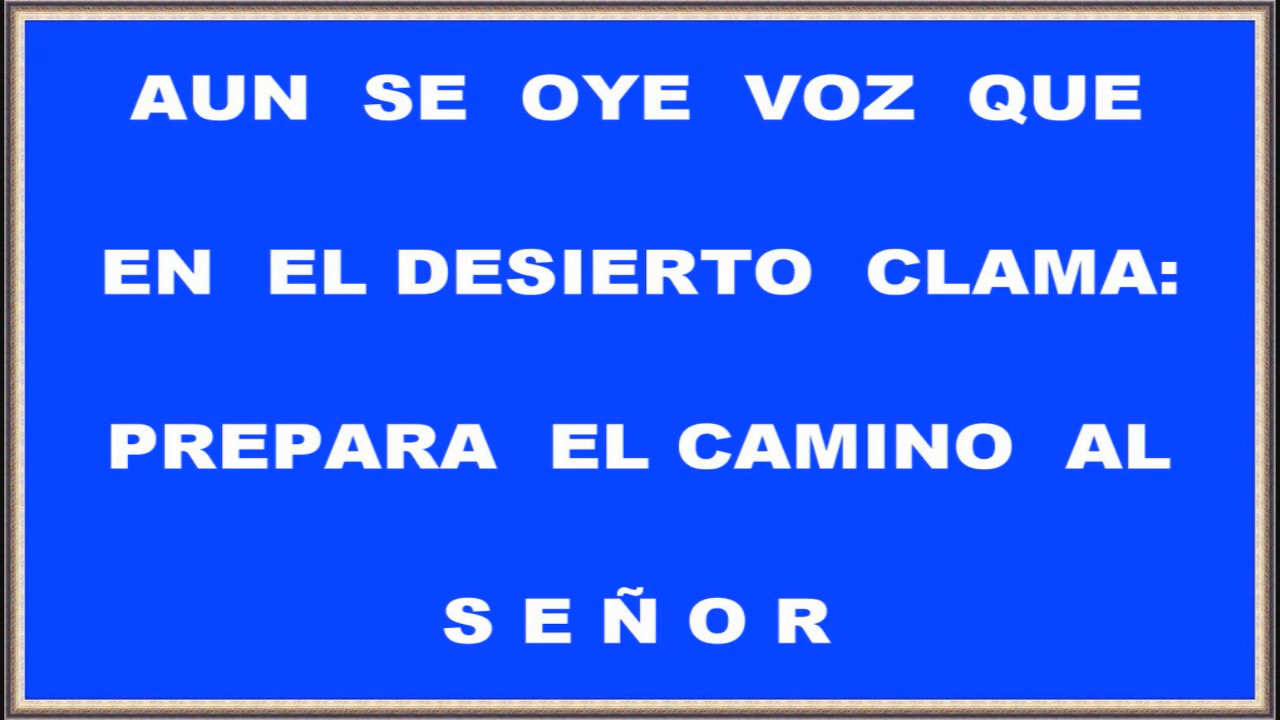 AUN SE OYE VOZ QUE
EN EL DESIERTO CLAMA:
PREPARA EL CAMINO AL
S E Ñ O R